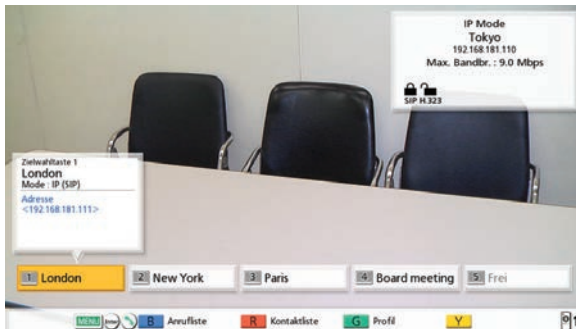 IP Mode
Tokyo
192.168.181.110
Max. Bandbr. : 9.0 Mbps
SIP H.323
Zielwahltaste 1
London
Mode : IP (SIP)
Adresse
<192.168.181.111>
1 London
2 New York
3 Paris
4 Board meeting
5 Frei
MENU Enter B Anrufliste R Kontaktliste G Profil Y